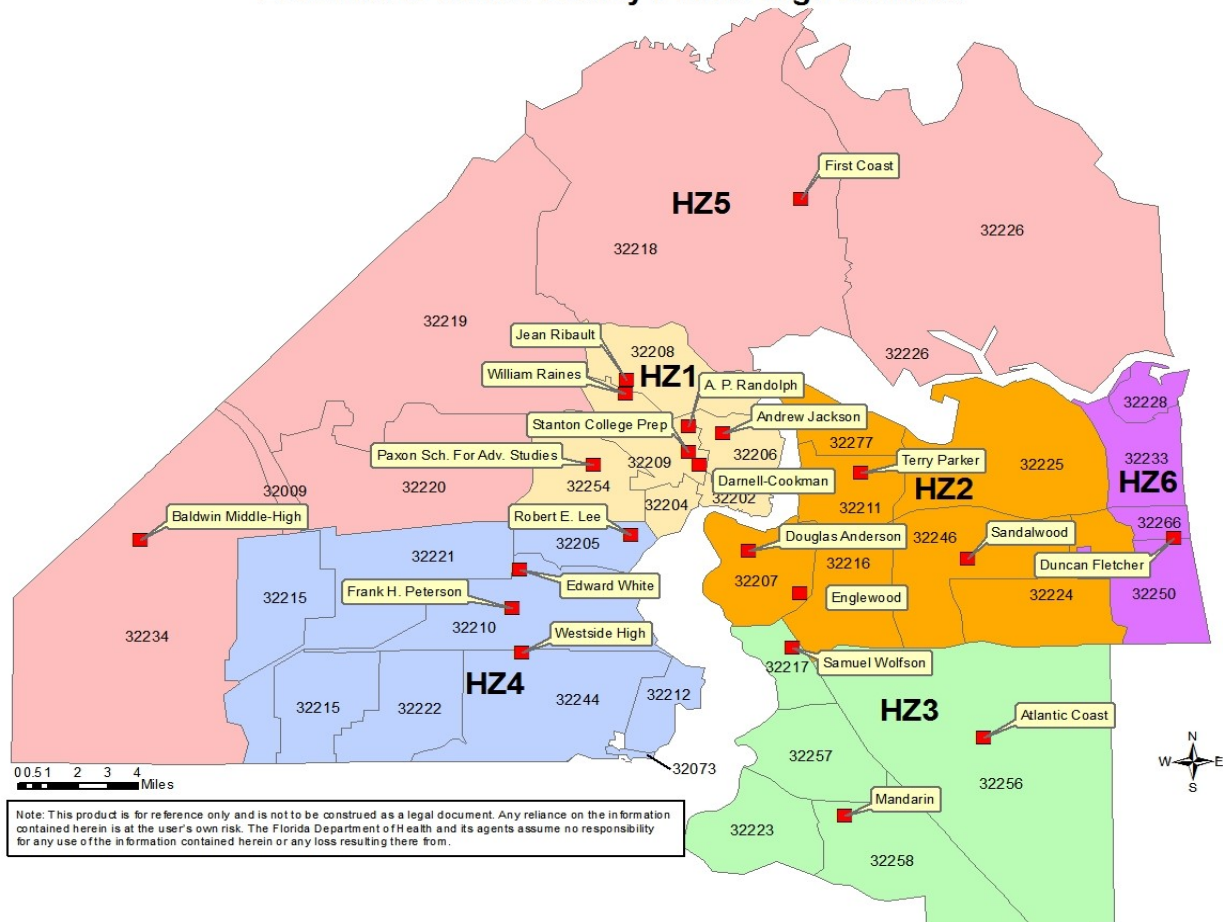 First Coast
HZ5
32226
32218
32219
Jean Ribault
32208
32226
William Raines
HZ1
A. P. Randolph
32228
Andrew Jackson
Stanton College Prep
32277
Paxon Sch. For Adv. Studies
32209
32206
Terry Parker
32225
32233
HZ6
32009
32220
32254
Darnell-Cookman
HZ2
32204
32202
32211
Baldwin Middle-High
Robert E. Lee
32266
32205
Douglas Anderson
32246
Sandalwood
32221
32216
Duncan Fletcher
Edward White
32207
Frank H. Peterson
32215
Englewood
32224
32250
32210
32234
Westside High
32217
Samuel Wolfson
HZ4
32212
32244
32215
32222
HZ3
Atlantic Coast
32257
32073
N
W E
S
0 0.5 1 2 3 4
Miles
32256
Mandarin
32223
32258
Note: This product is for reference only and is not to be construed as a legal document. Any reliance on the information
contained herein is at the user's own risk. The Florida Department of Health and its agents assume no responsibility
for any use of the information contained herein or any loss resulting there from.